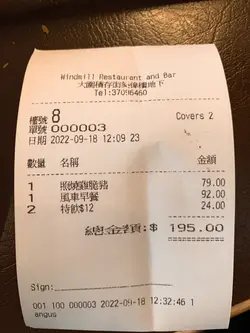 Windmill Restaurant and Bar
Tel:37096460
檯號 8 Covers 2
單號 000003
日期 2022-09-18 12:09 23
數量 名稱 金額
1 79.00
1 風車早餐 92.00
2 特飲$12 24.00
總金額: $ 195.00
Sign:
001 100 000003 2022-09-18 12:32:46 1
angus